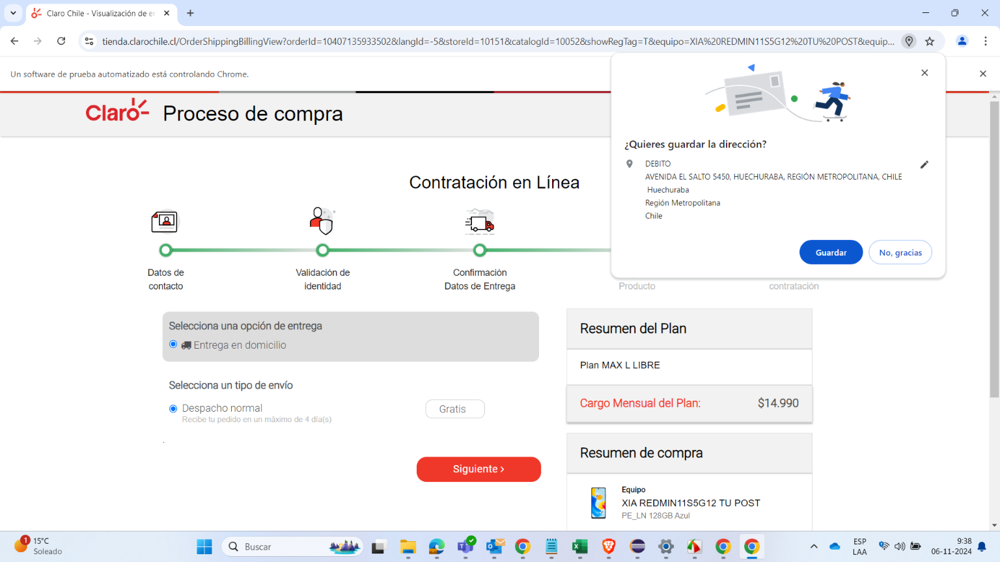 Claro Chile - Visualización de er
tienda.clarochile.cl/OrderShippingBillingView?orderId=10407135933502&langId=-5&storeId=10151&catalogId=10052&showRegTag=T&equipo=XIA%20REDMIN11S5G12%20TU%20POST&equip...
Un software de prueba automatizado está controlando Chrome.
Claro
Proceso de compra
¿Quieres guardar la dirección?
DEBITO
AVENIDA EL SALTO 5450, HUECHURABA, REGIÓN METROPOLITANA, CHILE
Huechuraba
Región Metropolitana
Chile
Guardar
No, gracias
Contratación en Línea
Datos de
contacto
Validación de
identidad
Confirmación
Datos de Entrega
Producto
contratación
Selecciona una opción de entrega
Entrega en domicilio
Selecciona un tipo de envío
Despacho normal
Recibe tu pedido en un máximo de 4 día(s)
Gratis
.
Siguiente ›
Resumen del Plan
Plan MAX L LIBRE
Cargo Mensual del Plan: $14.990
Resumen de compra
Equipo
XIA REDMIN11S5G12 TU POST
PE_LN 128GB Azul
1
15°C
Soleado
Buscar
ESP
LAA
9:38
06-11-2024